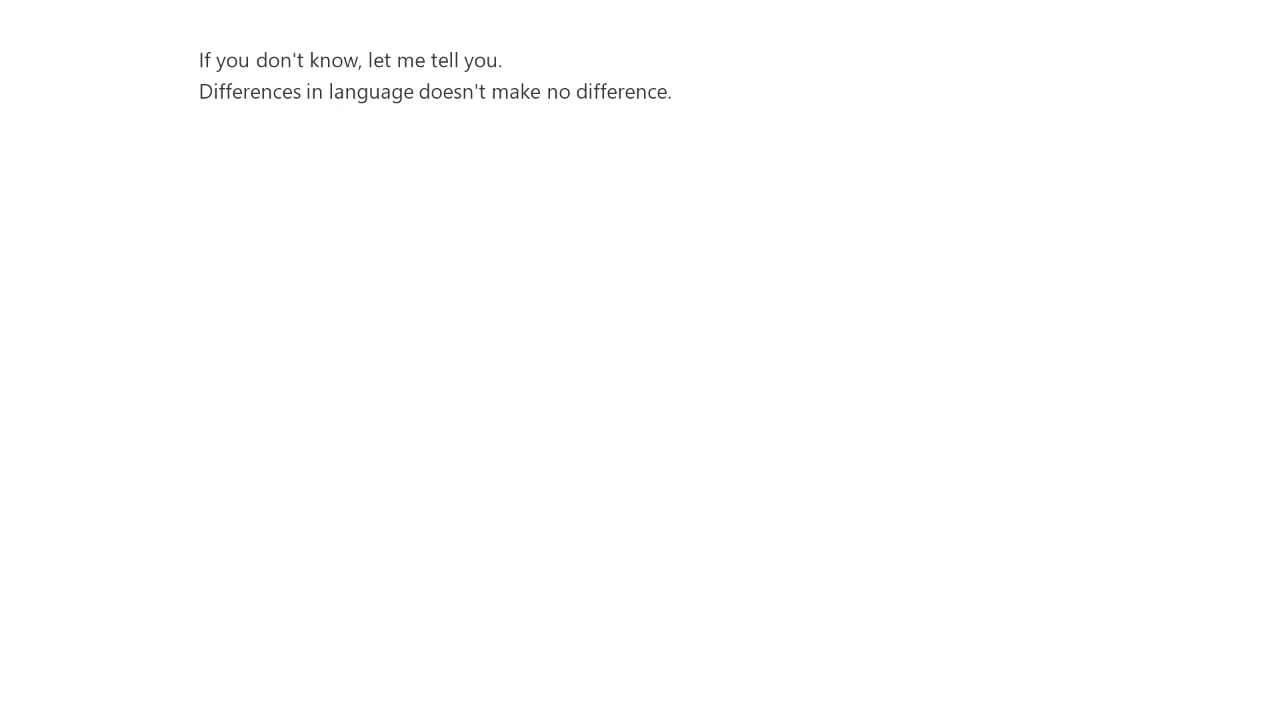 If you don't know, let me tell you.
Differences in language doesn't make no difference.